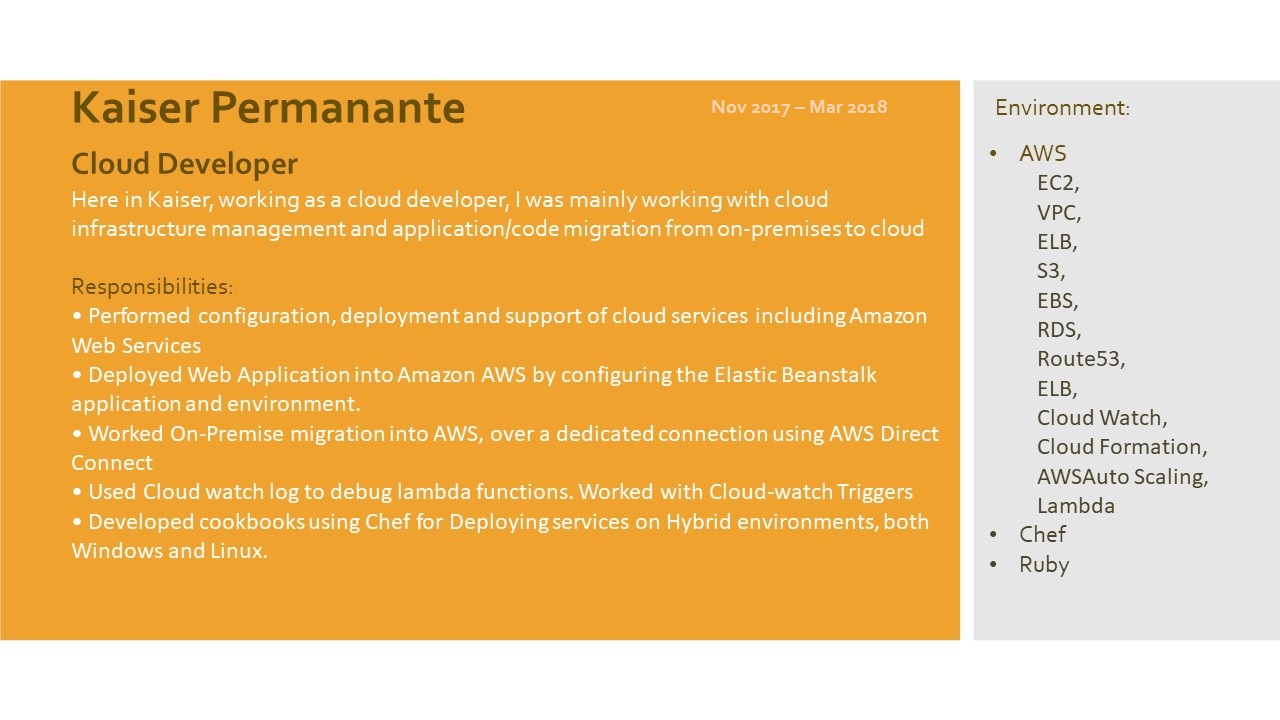 Kaiser Permanante
Nov 2017 – Mar 2018
Cloud Developer
Here in Kaiser, working as a cloud developer, I was mainly working with cloud
infrastructure management and application/code migration from on-premises to cloud
Responsibilities:
• Performed configuration, deployment and support of cloud services including Amazon
Web Services
• Deployed Web Application into Amazon AWS by configuring the Elastic Beanstalk
application and environment.
• Worked On-Premise migration into AWS, over a dedicated connection using AWS Direct
Connect
• Used Cloud watch log to debug lambda functions. Worked with Cloud-watch Triggers
• Developed cookbooks using Chef for Deploying services on Hybrid environments, both
Windows and Linux.
Environment:
• AWS
EC2,
VPC,
ELB,
S3,
EBS,
RDS,
Route53,
ELB,
Cloud Watch,
Cloud Formation,
AWSAuto Scaling,
Lambda
• Chef
• Ruby